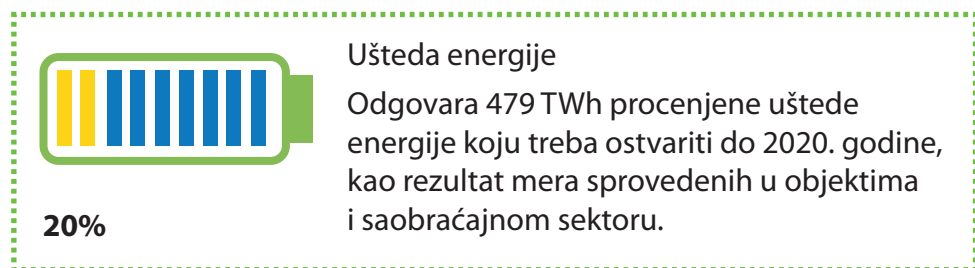 Ušteda energije
Odgovara 479 TWh procenjene uštede
energije koju treba ostvariti do 2020. godine,
kao rezultat mera sprovedenih u objektima
i saobraćajnom sektoru.
20%